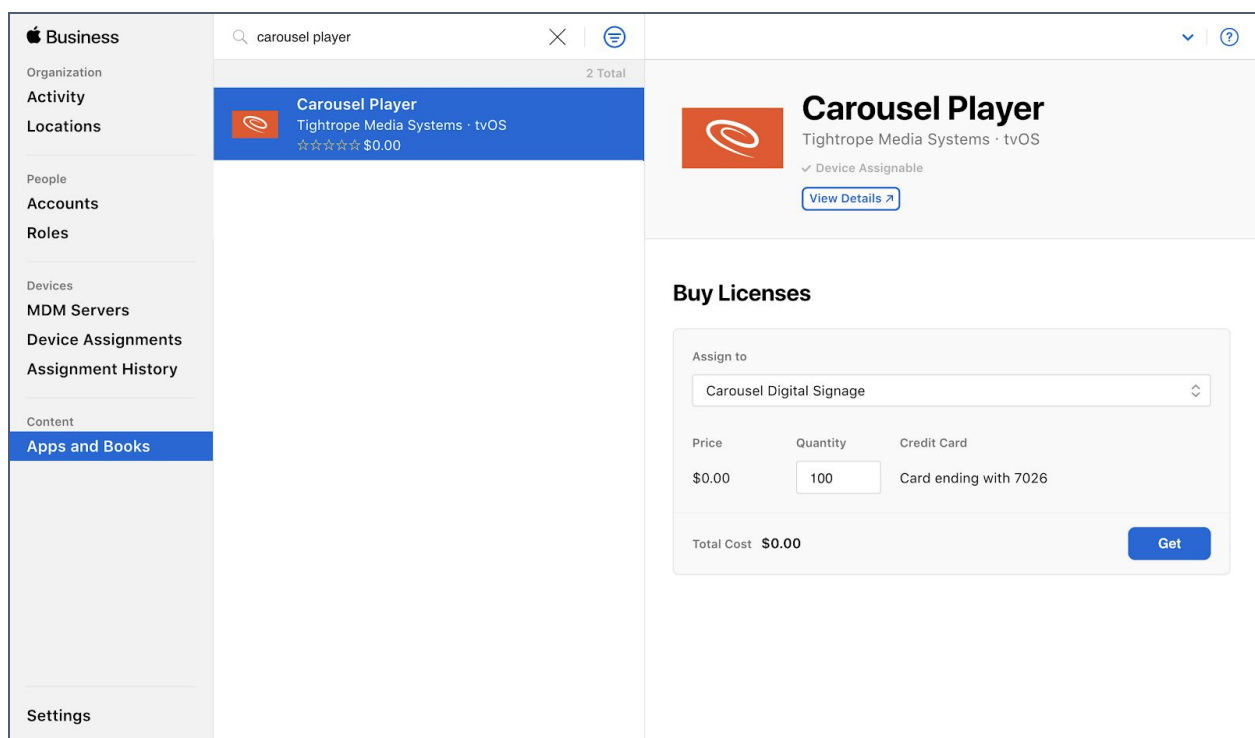 Business
Organization
Activity
Locations
People
Accounts
Roles
Devices
MDM Servers
Device Assignments
Assignment History
Content
Apps and Books
Settings
carousel player
2 Total
Carousel Player
Tightrope Media Systems · tvOS
☆☆☆☆☆ $0.00
?
Carousel Player
Tightrope Media Systems · tvOS
✓ Device Assignable
View Details ↗
Buy Licenses
Assign to
Carousel Digital Signage
Price Quantity Credit Card
$0.00 100 Card ending with 7026
Total Cost $0.00 Get